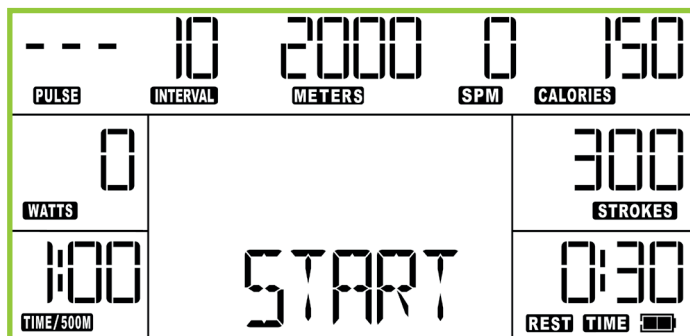 --- 10 2000 0 150
PULSE INTERVAL METERS SPM CALORIES
0 300
WATTS STROKES
1:00 START 0:30
TIME/500M REST TIME